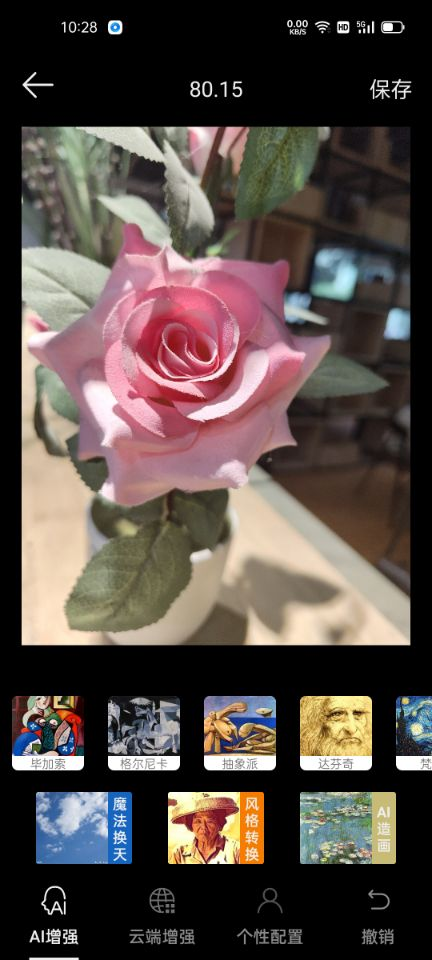 10:28
0.00 KB/S HD 5G
80.15
保存
毕加索
格尔尼卡
抽象派
达芬奇
梵
魔法换天
风格转换
AI造画
AI
AI增强
云端增强
个性配置
撤销